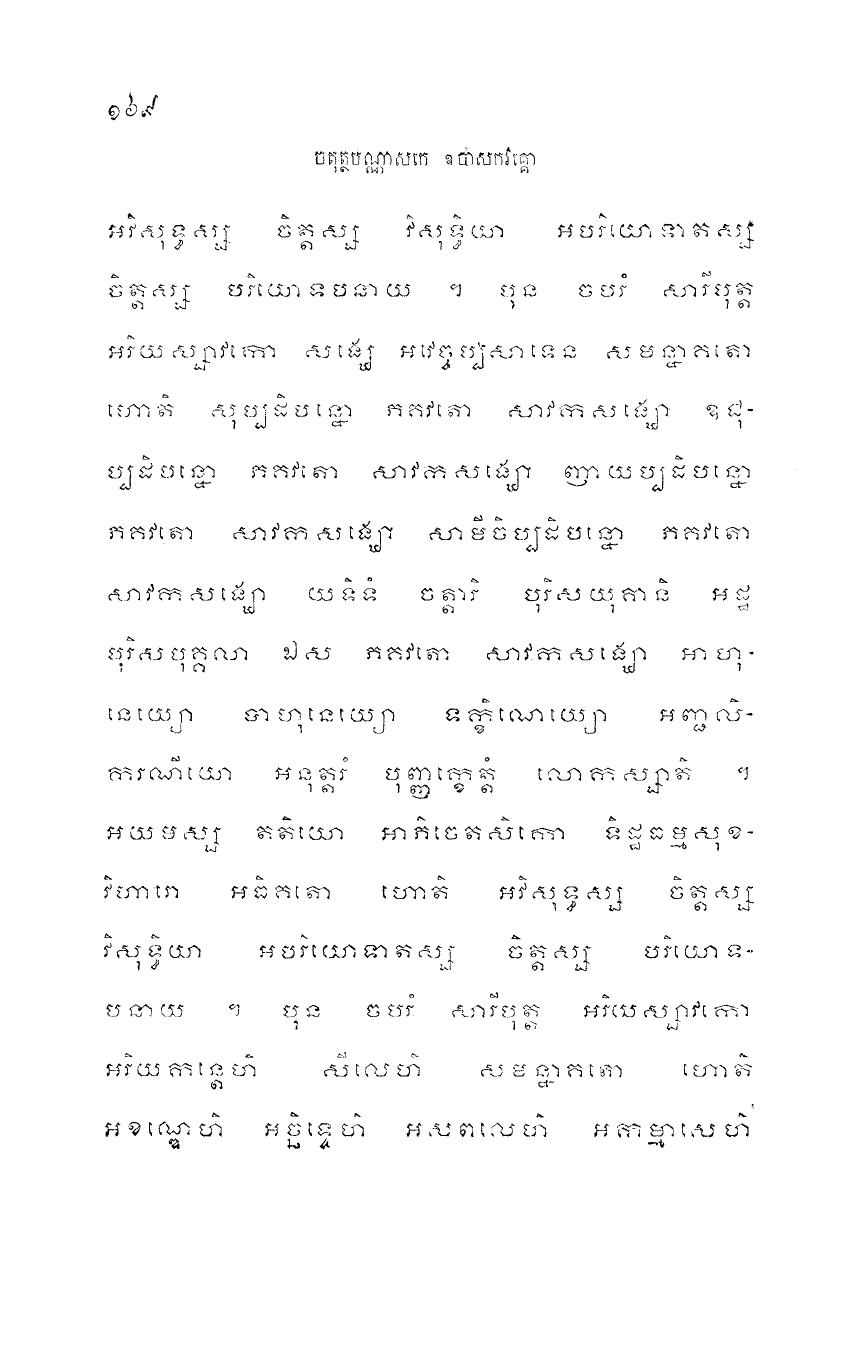 ១៦៩
ចតុត្ថបណ្ណាសកេ ឧបាសកវគ្គោ
អវិសុទ្ធស្ស ចិត្តស្ស វិសុទ្ធិយា អបរិយោទាតស្ស
ចិត្តស្ស បរិយោទបនាយ ។ បុន ចបរំ សារីបុត្ត
អរិយស្សាវកោ សង្ឃេ អវេច្ចប្បសាទេន សមន្នាគតោ
ហោតិ សុប្បដិបន្នោ ភគវតោ សាវកសង្ឃោ ឧជុ-
ប្បដិបន្នោ ភគវតោ សាវកសង្ឃោ ញាយប្បដិបន្នោ
ភគវតោ សាវកសង្ឃោ សាមីចិប្បដិបន្នោ ភគវតោ
សាវកសង្ឃោ យទិទំ ចត្តារិ បុរិសយុគានិ អដ្ឋ
បុរិសបុគ្គលា ឯស ភគវតោ សាវកសង្ឃោ អាហុ-
នេយ្យោ បាហុនេយ្យោ ទក្ខិណេយ្យោ អញ្ជលិ-
ករណីយោ អនុត្តរំ បុញ្ញក្ខេត្តំ លោកស្សាតិ ។
អយមស្ស តតិយោ អាភិចេតសិកោ ទិដ្ឋធម្មសុខ-
វិហារោ អធិគតោ ហោតិ អវិសុទ្ធស្ស ចិត្តស្ស
វិសុទ្ធិយា អបរិយោទាតស្ស ចិត្តស្ស បរិយោទ-
បនាយ ។ បុន ចបរំ សារីបុត្ត អរិយស្សាវកោ
អរិយកន្តេហិ សីលេហិ សមន្នាគតោ ហោតិ
អខណ្ឌេហិ អច្ឆិទ្ទេហិ អសពលេហិ អកម្មាសេហិ